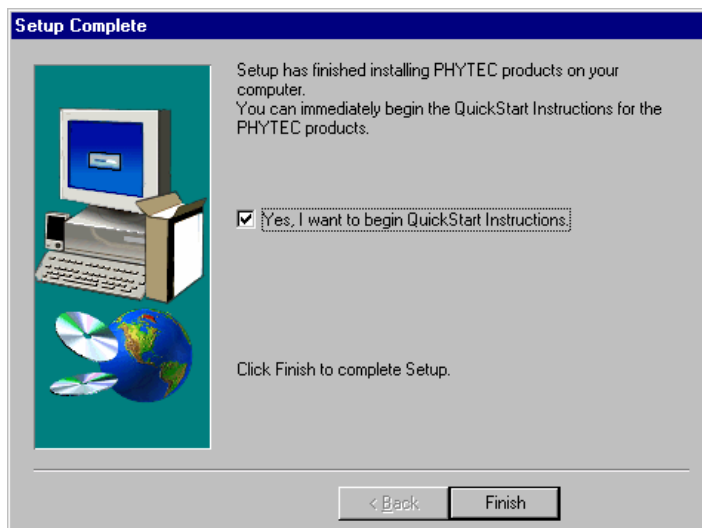 Setup Complete
Setup has finished installing PHYTEC products on your
computer.
You can immediately begin the QuickStart Instructions for the
PHYTEC products.
Yes, I want to begin QuickStart Instructions.
Click Finish to complete Setup.
< Back
Finish